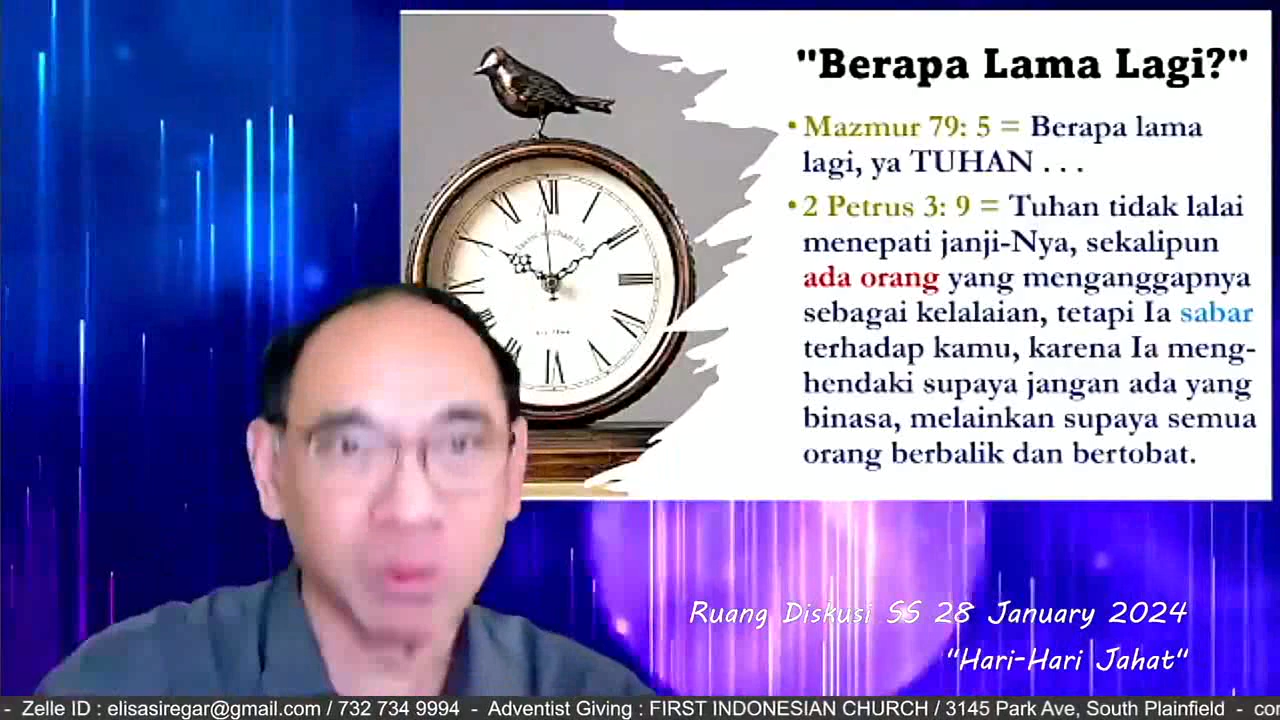 "Berapa Lama Lagi?"
• Mazmur 79: 5 = Berapa lama
lagi, ya TUHAN . . .
• 2 Petrus 3: 9 = Tuhan tidak lalai
menepati janji-Nya, sekalipun
ada orang yang menganggapnya
sebagai kelalaian, tetapi Ia sabar
terhadap kamu, karena Ia meng-
hendaki supaya jangan ada yang
binasa, melainkan supaya semua
orang berbalik dan bertobat.
Ruang Diskusi SS 28 January 2024
"Hari-Hari Jahat"
- Zelle ID : elisasiregar@gmail.com / 732 734 9994 - Adventist Giving : FIRST INDONESIAN CHURCH / 3145 Park Ave, South Plainfield - con